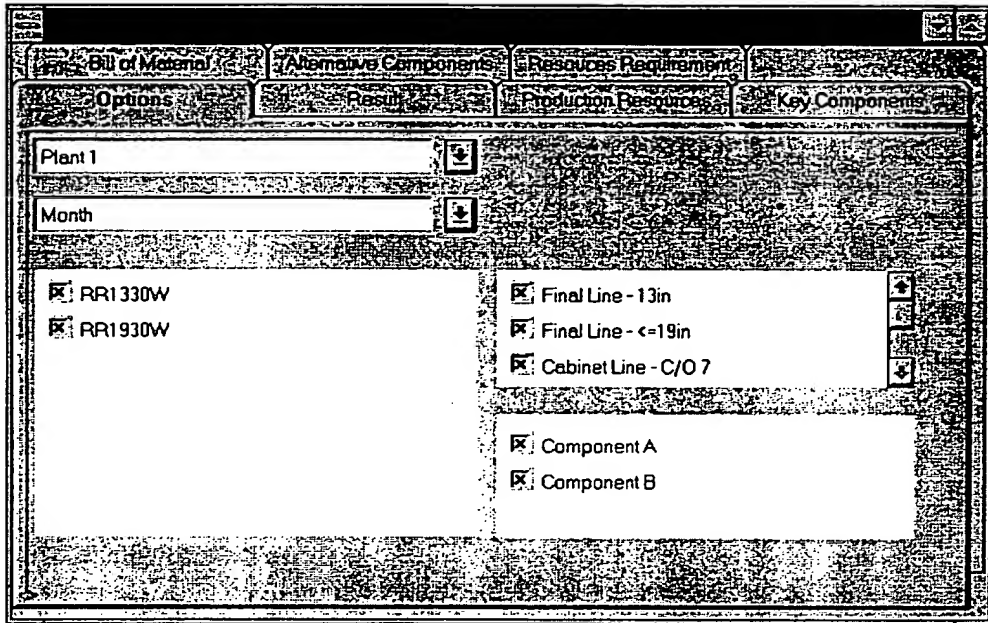 Bill of Material Alternative Components Resources Requirement
Options Result Production Resources Key Components
Plant 1
Month
RR1330W
RR1930W
Final Line - 13in
Final Line - <=19in
Cabinet Line - C/O 7
Component A
Component B